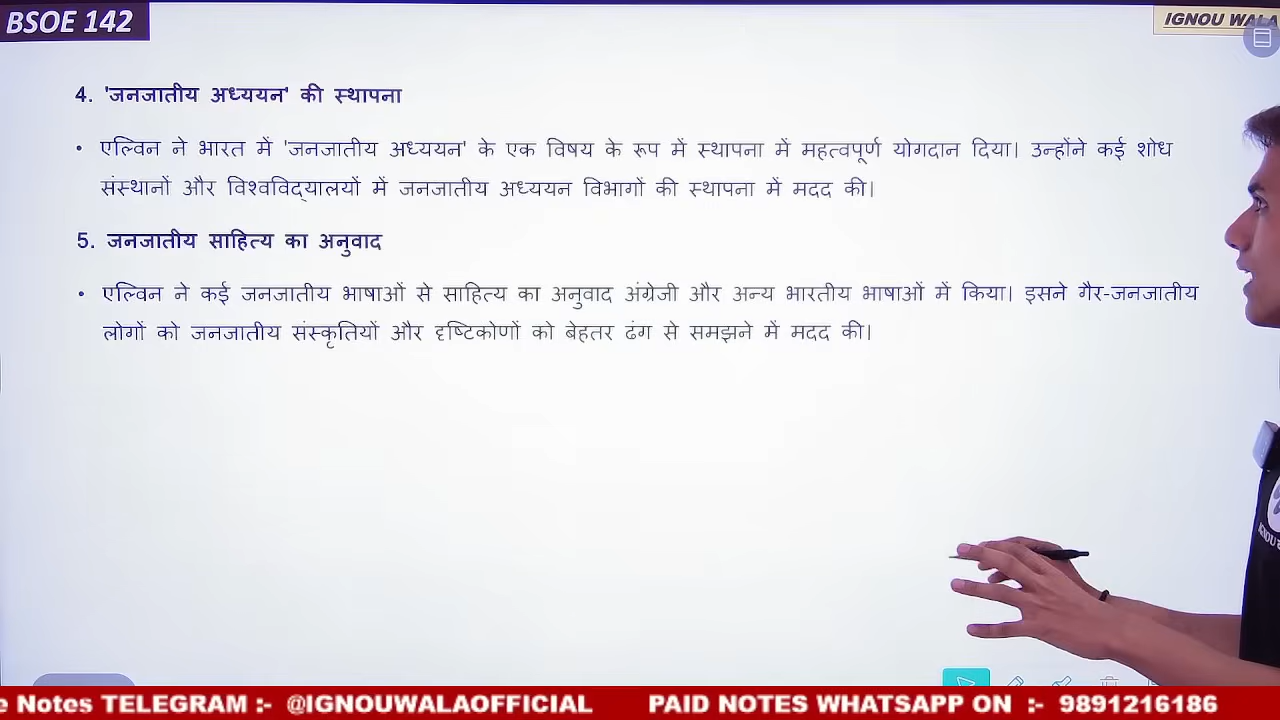 BSOE 142
IGNOU WALA
4. 'जनजातीय अध्ययन' की स्थापना
• एल्विन ने भारत में 'जनजातीय अध्ययन' के एक विषय के रूप में स्थापना में महत्वपूर्ण योगदान दिया। उन्होंने कई शोध
संस्थानों और विश्वविद्यालयों में जनजातीय अध्ययन विभागों की स्थापना में मदद की।
5. जनजातीय साहित्य का अनुवाद
• एल्विन ने कई जनजातीय भाषाओं से साहित्य का अनुवाद अंग्रेजी और अन्य भारतीय भाषाओं में किया। इसने गैर-जनजातीय
लोगों को जनजातीय संस्कृतियों और दृष्टिकोणों को बेहतर ढंग से समझने में मदद की।
IGNOU
e Notes TELEGRAM :- @IGNOUWALAOFFICIAL PAID NOTES WHATSAPP ON :- 9891216186